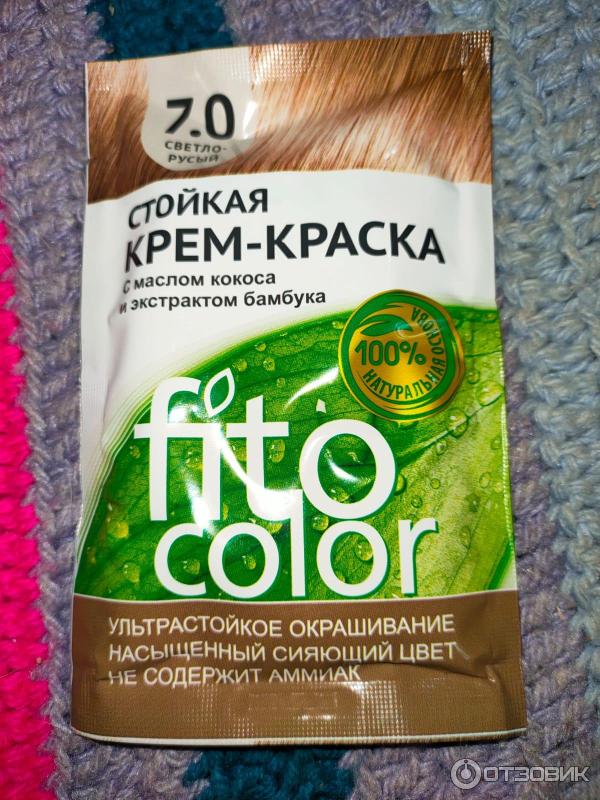 7.0
СВЕТЛО-
РУСЫЙ
СТОЙКАЯ
КРЕМ-КРАСКА
с маслом кокоса
и экстрактом бамбука
100%
НАТУРАЛЬНАЯ ОСНОВА
fito
color
УЛЬТРАСТОЙКОЕ ОКРАШИВАНИЕ
НАСЫЩЕННЫЙ СИЯЮЩИЙ ЦВЕТ
НЕ СОДЕРЖИТ АММИАК
ОТЗОВИК